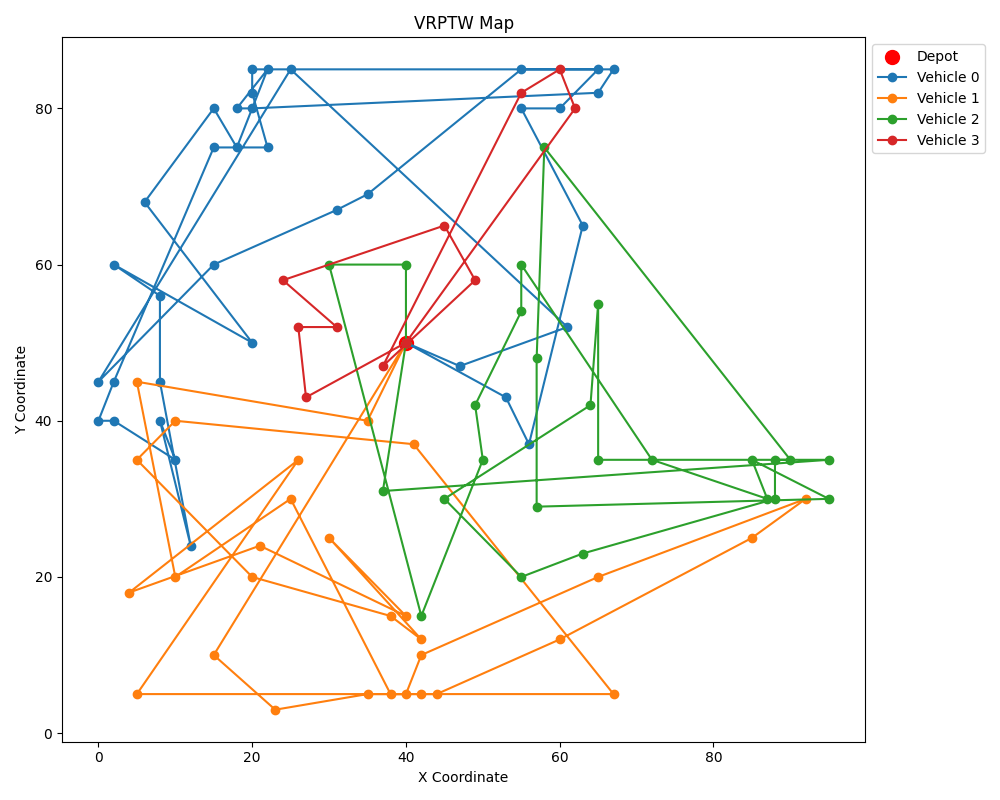 VRPTW Map
Depot
Vehicle 0
Vehicle 1
Vehicle 2
Vehicle 3
Y Coordinate
80
60
40
20
0
0
20
40
60
80
X Coordinate